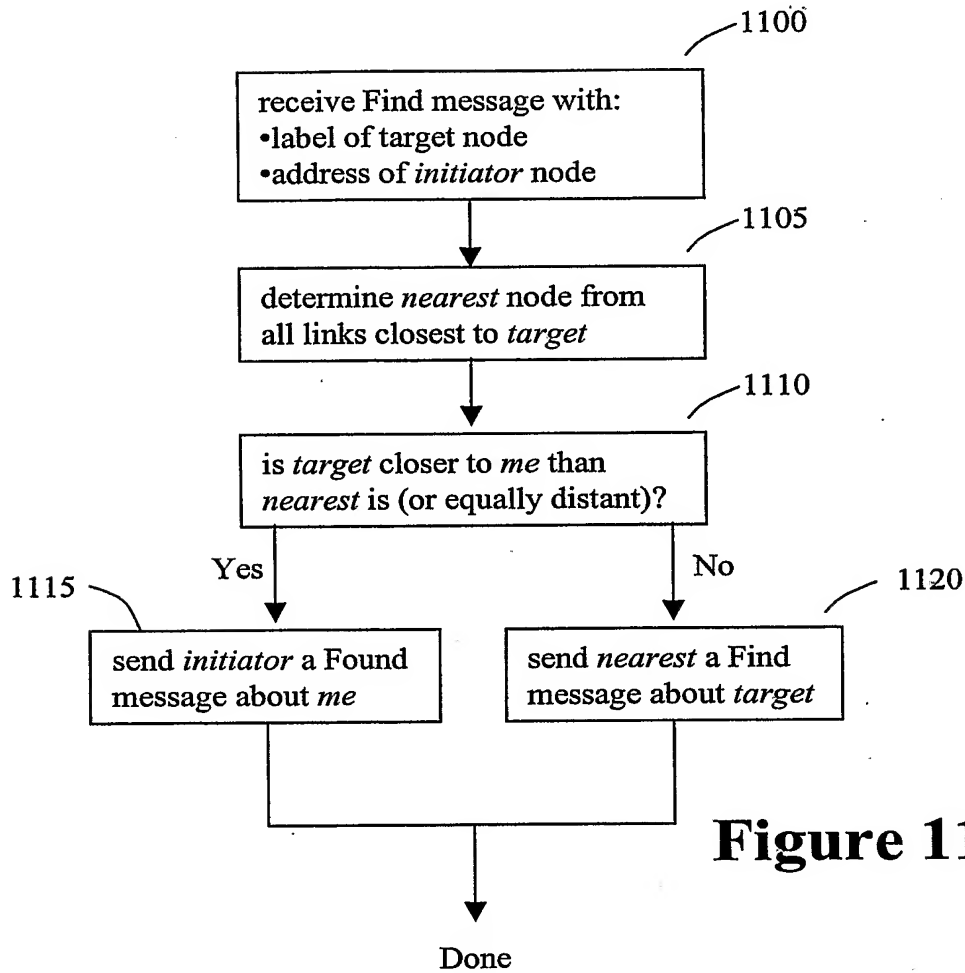 1100
receive Find message with:
•label of target node
•address of initiator node
1105
determine nearest node from
all links closest to target
1110
is target closer to me than
nearest is (or equally distant)?
Yes
No
1115
1120
send initiator a Found
message about me
send nearest a Find
message about target
Figure 11
Done